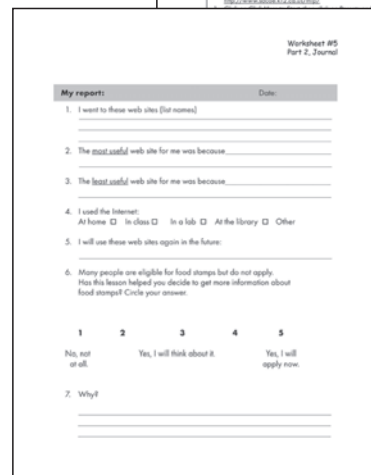 Worksheet #5
Part 2, Journal
My report: Date:
1. I went to these web sites (list names)
2. The most useful web site for me was because
3. The least useful web site for me was because
4. I used the Internet:
At home □ In class □ In a lab □ At the library □ Other
5. I will use these web sites again in the future:
6. Many people are eligible for food stamps but do not apply.
Has this lesson helped you decide to get more information about
food stamps? Circle your answer.
1 2 3 4 5
No, not Yes, I will think about it. Yes, I will
at all. apply now.
7. Why?